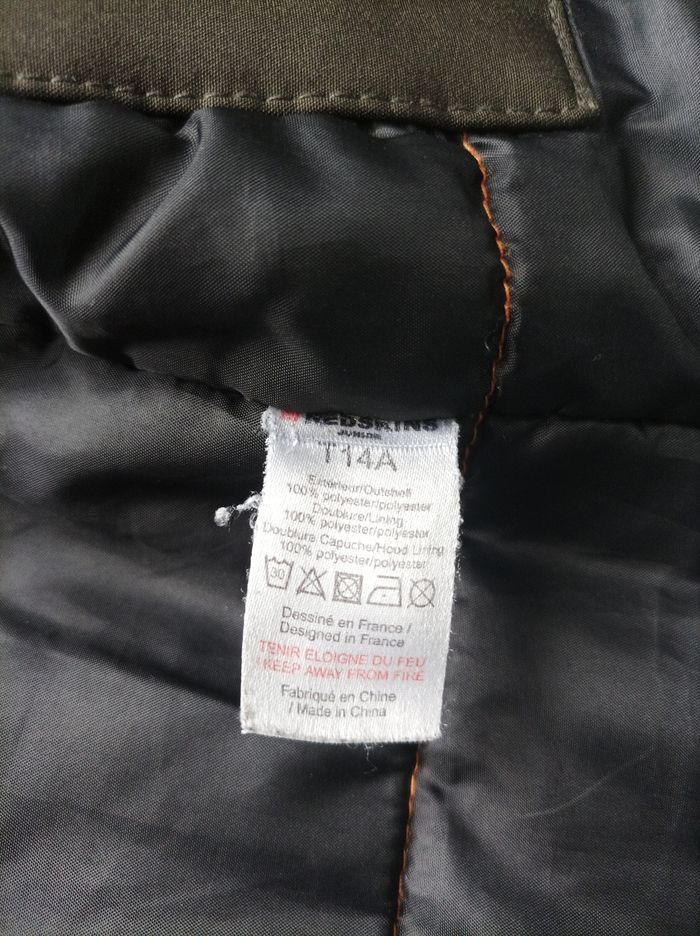 REDSKINS
JUNIOR
T14A
Extérieur/Outshell
100% polyester/polyester
Doublure/Lining
100% polyester/polyester
Doublure Capuche/Hood Lining
100% polyester/polyester
30
Dessiné en France /
Designed in France
TENIR ELOIGNE DU FEU
/ KEEP AWAY FROM FIRE
Fabriqué en Chine
/ Made in China